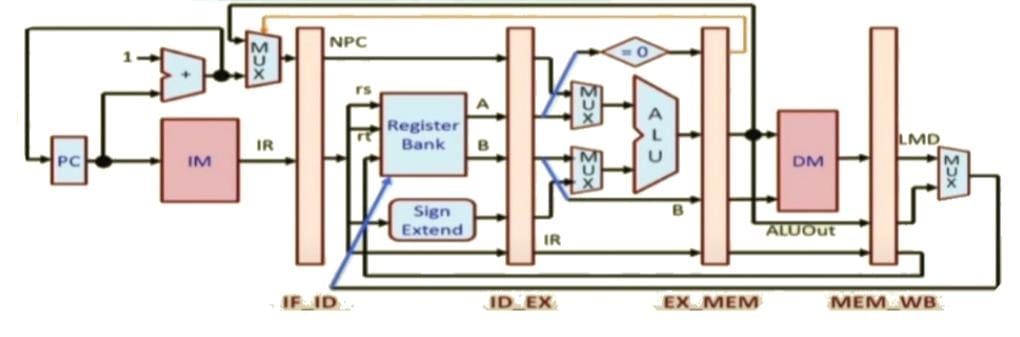 NPC
1
+
MUX
= 0
rs
MUX
A
ALU
Register
Bank
rt
LMD
PC
IM
IR
B
MUX
DM
MUX
Sign
Extend
B
ALUOut
IR
IF_ID
ID_EX
EX_MEM
MEM_WB